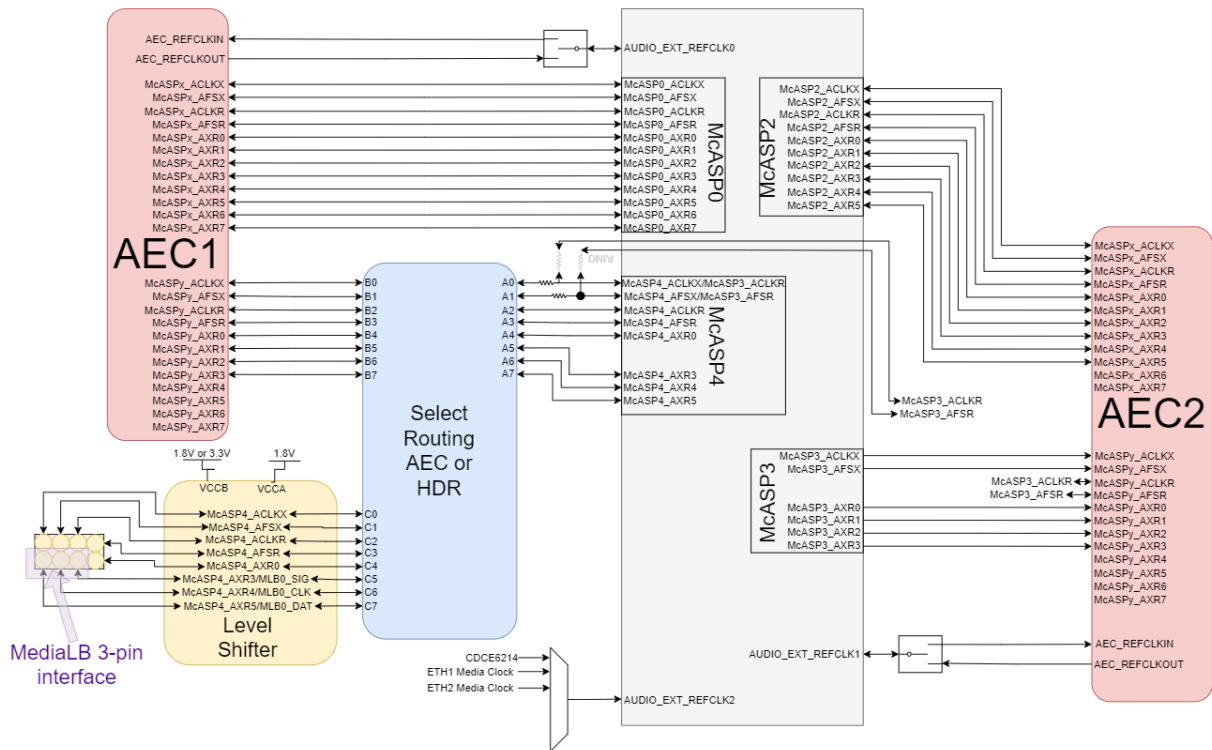 AEC_REFCLKIN
AEC_REFCLKOUT
McASPx_ACLKX
McASPx_AFSX
McASPx_ACLKR
McASPx_AFSR
McASPx_AXR0
McASPx_AXR1
McASPx_AXR2
McASPx_AXR3
McASPx_AXR4
McASPx_AXR5
McASPx_AXR6
McASPx_AXR7
AEC1
McASPy_ACLKX
McASPy_AFSX
McASPy_ACLKR
McASPy_AFSR
McASPy_AXR0
McASPy_AXR1
McASPy_AXR2
McASPy_AXR3
McASPy_AXR4
McASPy_AXR5
McASPy_AXR6
McASPy_AXR7
AUDIO_EXT_REFCLK0
McASP0_ACLKX
McASP0_AFSX
McASP0_ACLKR
McASP0_AFSR
McASP0_AXR0
McASP0_AXR1
McASP0_AXR2
McASP0_AXR3
McASP0_AXR4
McASP0_AXR5
McASP0_AXR6
McASP0_AXR7
McASP0
McASP2
McASP2_ACLKX
McASP2_AFSX
McASP2_ACLKR
McASP2_AFSR
McASP2_AXR0
McASP2_AXR1
McASP2_AXR2
McASP2_AXR3
McASP2_AXR4
McASP2_AXR5
DNI'd
B0
B1
B2
B3
B4
B5
B6
B7
A0
A1
A2
A3
A4
A5
A6
A7
Select
Routing
AEC or
HDR
C0
C1
C2
C3
C4
C5
C6
C7
McASP4_ACLKX/McASP3_ACLKR
McASP4_AFSX/McASP3_AFSR
McASP4_ACLKR
McASP4_AFSR
McASP4_AXR0
McASP4_AXR3
McASP4_AXR4
McASP4_AXR5
McASP4
McASP3_ACLKR
McASP3_AFSR
McASPx_ACLKX
McASPx_AFSX
McASPx_ACLKR
McASPx_AFSR
McASPx_AXR0
McASPx_AXR1
McASPx_AXR2
McASPx_AXR3
McASPx_AXR4
McASPx_AXR5
McASPx_AXR6
McASPx_AXR7
AEC2
McASPy_ACLKX
McASPy_AFSX
McASPy_ACLKR
McASPy_AFSR
McASPy_AXR0
McASPy_AXR1
McASPy_AXR2
McASPy_AXR3
McASPy_AXR4
McASPy_AXR5
McASPy_AXR6
McASPy_AXR7
AEC_REFCLKIN
AEC_REFCLKOUT
McASP3
McASP3_ACLKX
McASP3_AFSX
McASP3_AXR0
McASP3_AXR1
McASP3_AXR2
McASP3_AXR3
McASP3_ACLKR
McASP3_AFSR
1.8V or 3.3V
1.8V
VCCB
VCCA
McASP4_ACLKX
McASP4_AFSX
McASP4_ACLKR
McASP4_AFSR
McASP4_AXR0
McASP4_AXR3/MLB0_SIG
McASP4_AXR4/MLB0_CLK
McASP4_AXR5/MLB0_DAT
Level
Shifter
MediaLB 3-pin
interface
CDCE6214
ETH1 Media Clock
ETH2 Media Clock
AUDIO_EXT_REFCLK1
AUDIO_EXT_REFCLK2